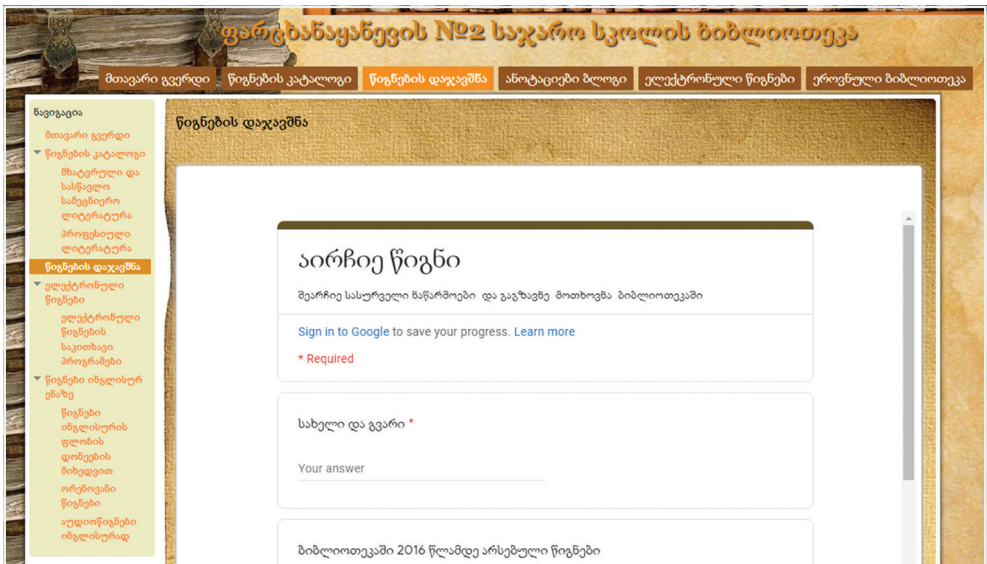 ფარცხანაყანევის №2 საჯარო სკოლის ბიბლიოთეკა
მთავარი გვერდი წიგნების კატალოგი წიგნების დაჯავშნა ანოტაციები ბლოგი ელექტრონული წიგნები ეროვნული ბიბლიოთეკა
ნავიგაცია
მთავარი გვერდი
წიგნების კატალოგი
მხატვრული და
სასწავლო
სამეცნიერო
ლიტერატურა
პროფესიული
ლიტერატურა
წიგნების დაჯავშნა
ელექტრონული
წიგნები
ელექტრონული
წიგნების
საკითხავი
პროგრამები
წიგნები ინგლისურ
ენაზე
წიგნები
ინგლისურის
ფლობის
დონეების
მიხედვით
ორენოვანი
წიგნები
აუდიოწიგნები
ინგლისურად
წიგნების დაჯავშნა
აირჩიე წიგნი
შეარჩიე სასურველი ნაწარმოები და გაგზავნე მოთხოვნა ბიბლიოთეკაში
Sign in to Google to save your progress. Learn more
* Required
სახელი და გვარი *
Your answer
ბიბლიოთეკაში 2016 წლამდე არსებული წიგნები